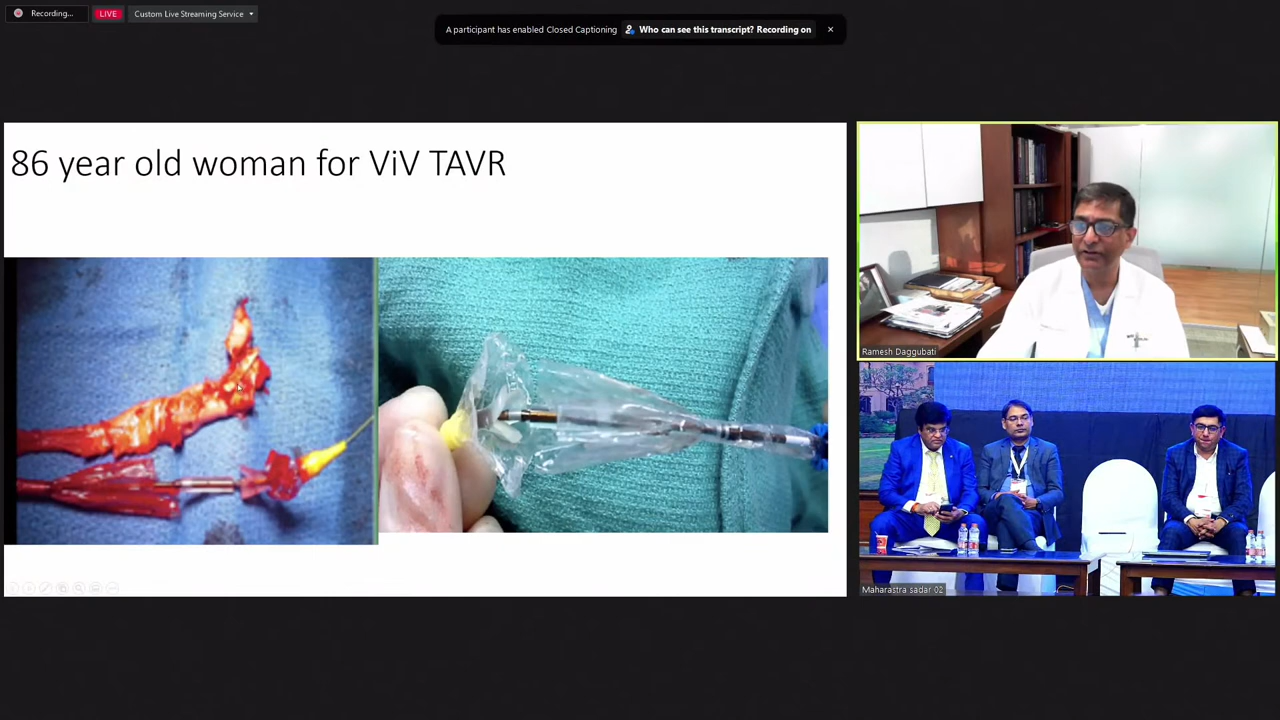 Recording...
LIVE
Custom Live Streaming Service
A participant has enabled Closed Captioning
Who can see this transcript? Recording on
86 year old woman for ViV TAVR
Ramesh Daggubati
Maharastra sadar 02